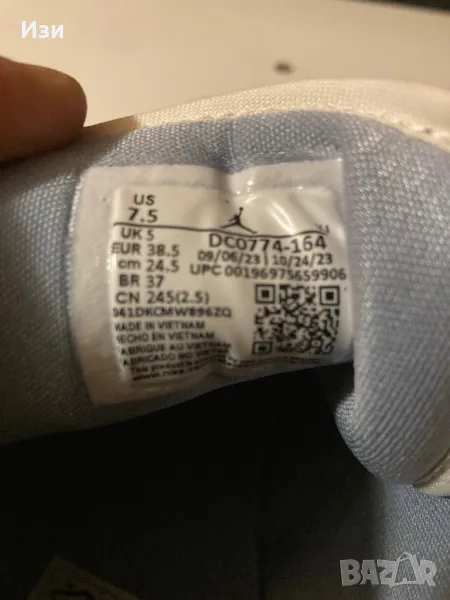 Изи
US
7.5
UK 5
EUR 38.5
cm 24.5
BR 37
CN 245(2.5)
DC0774-164
09/06/23 | 10/24/23
UPC 00196975659906
MADE IN VIETNAM
HECHO EN VIETNAM
FABRIQUE AU VIETNAM
FABRICADO NO VIETNAM
BAZAR